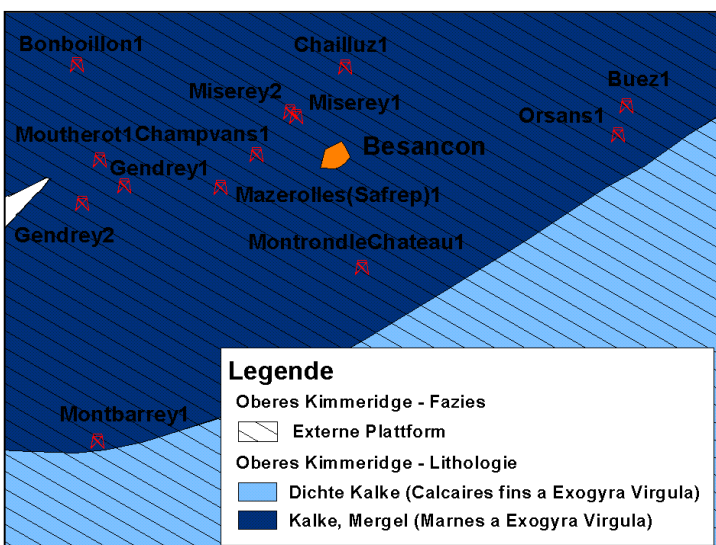 Bonboillon1
Chailluz1
Buez1
Miserey2
Miserey1
Orsans1
Moutherot1
Champvans1
Besancon
Gendrey1
Mazerolles(Safrep)1
Gendrey2
MontrondleChateau1
Montbarrey1
Legende
Oberes Kimmeridge - Fazies
Externe Plattform
Oberes Kimmeridge - Lithologie
Dichte Kalke (Calcaires fins a Exogyra Virgula)
Kalke, Mergel (Marnes a Exogyra Virgula)